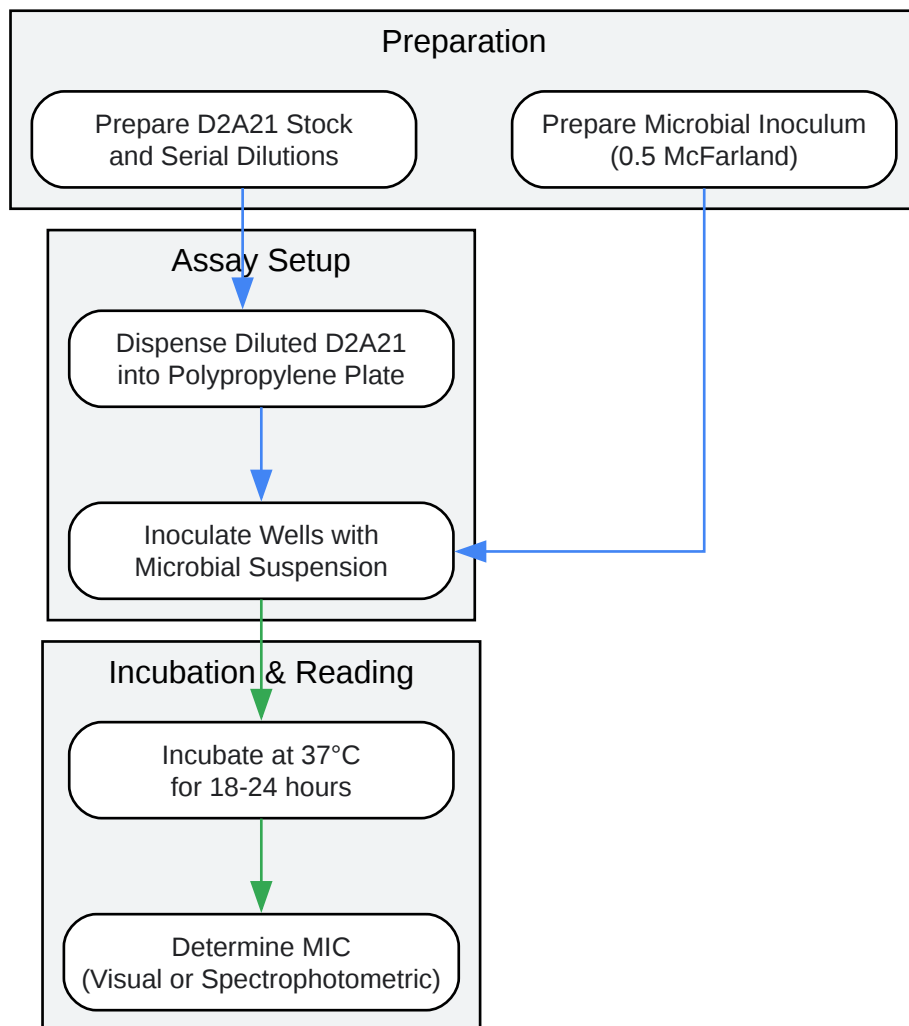 Preparation
Prepare D2A21 Stock
and Serial Dilutions
Prepare Microbial Inoculum
(0.5 McFarland)
Assay Setup
Dispense Diluted D2A21
into Polypropylene Plate
Inoculate Wells with
Microbial Suspension
Incubation & Reading
Incubate at 37°C
for 18-24 hours
Determine MIC
(Visual or Spectrophotometric)